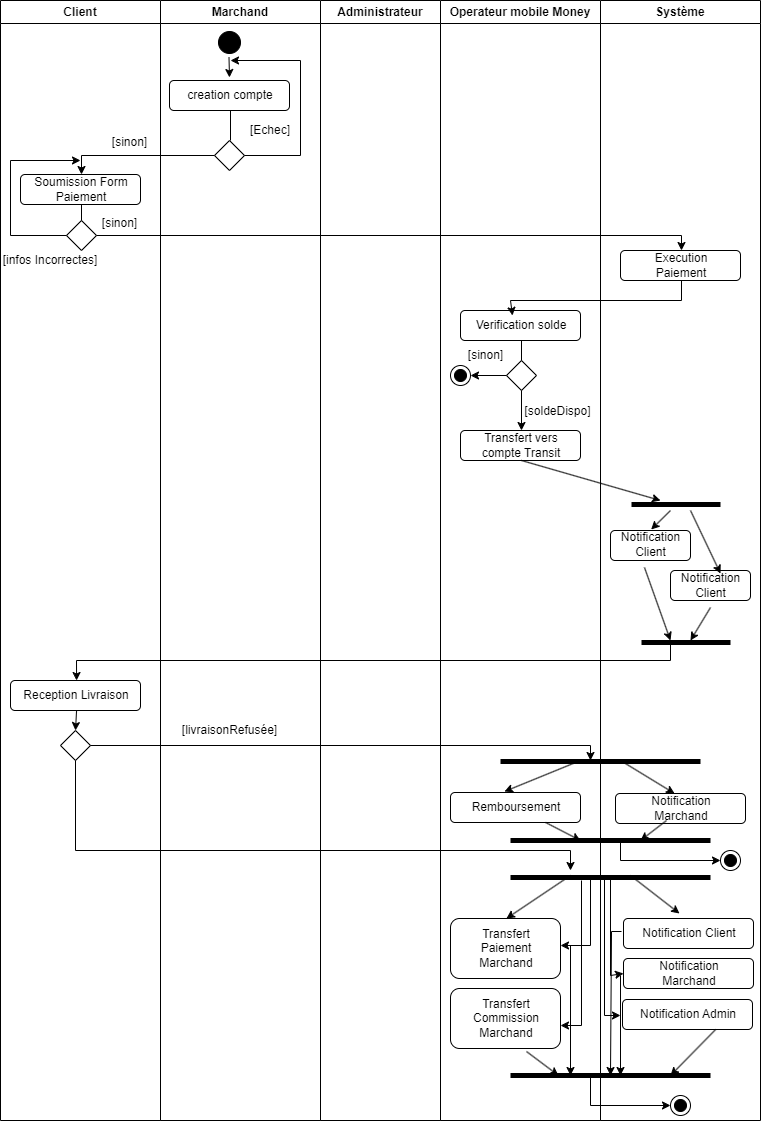 Client
Marchand
Administrateur
Operateur mobile Money
Système
creation compte
[Echec]
[sinon]
Soumission Form
Paiement
[sinon]
[infos Incorrectes]
Execution
Paiement
Verification solde
[sinon]
[soldeDispo]
Transfert vers
compte Transit
Notification
Client
Notification
Client
Reception Livraison
[livraisonRefusée]
Remboursement
Notification
Marchand
Transfert
Paiement
Marchand
Notification Client
Notification
Marchand
Transfert
Commission
Marchand
Notification Admin